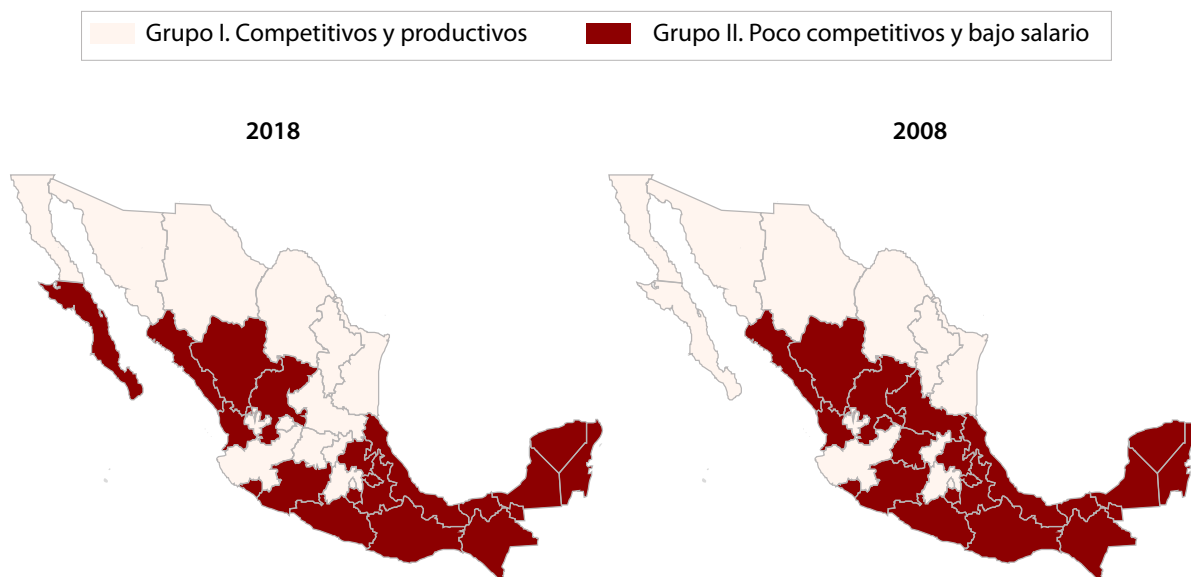 Grupo I. Competitivos y productivos
Grupo II. Poco competitivos y bajo salario
2018
2008